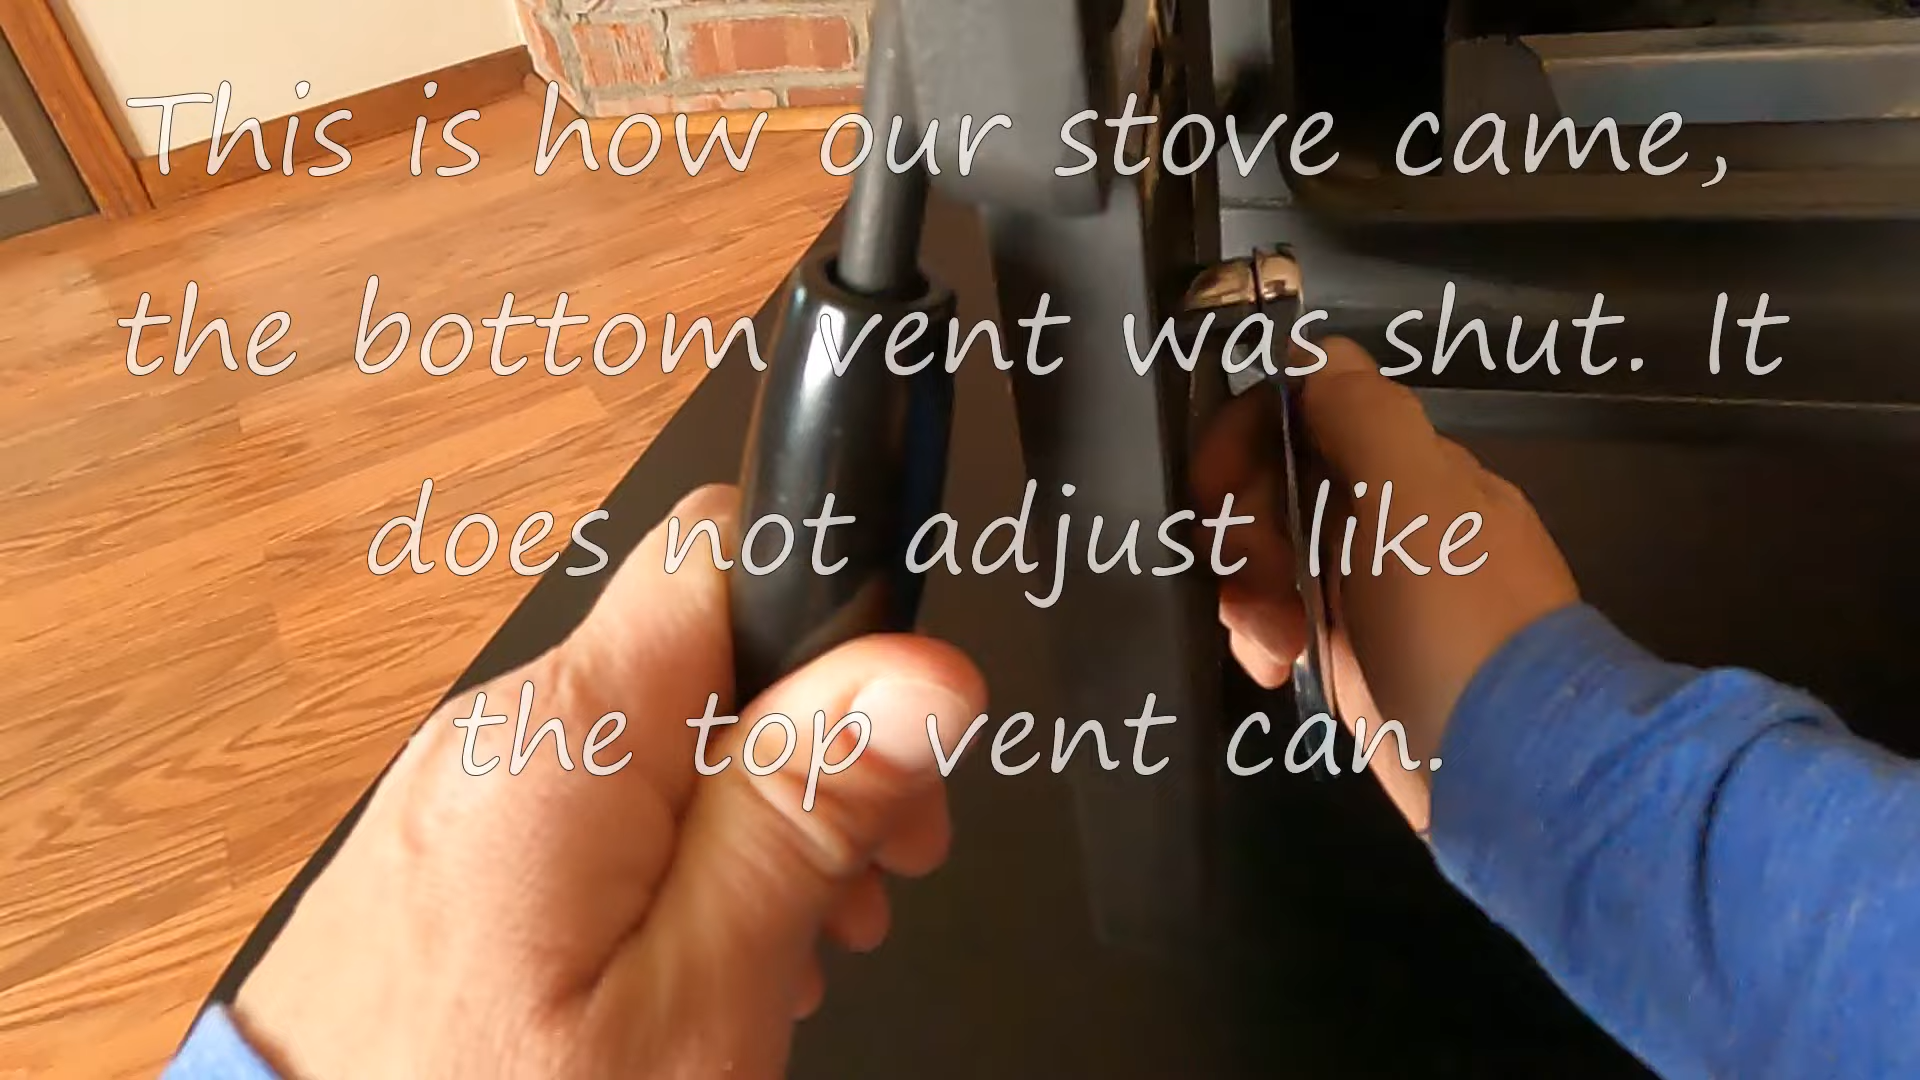 This is how our stove came,
the bottom vent was shut. It
does not adjust like
the top vent can.